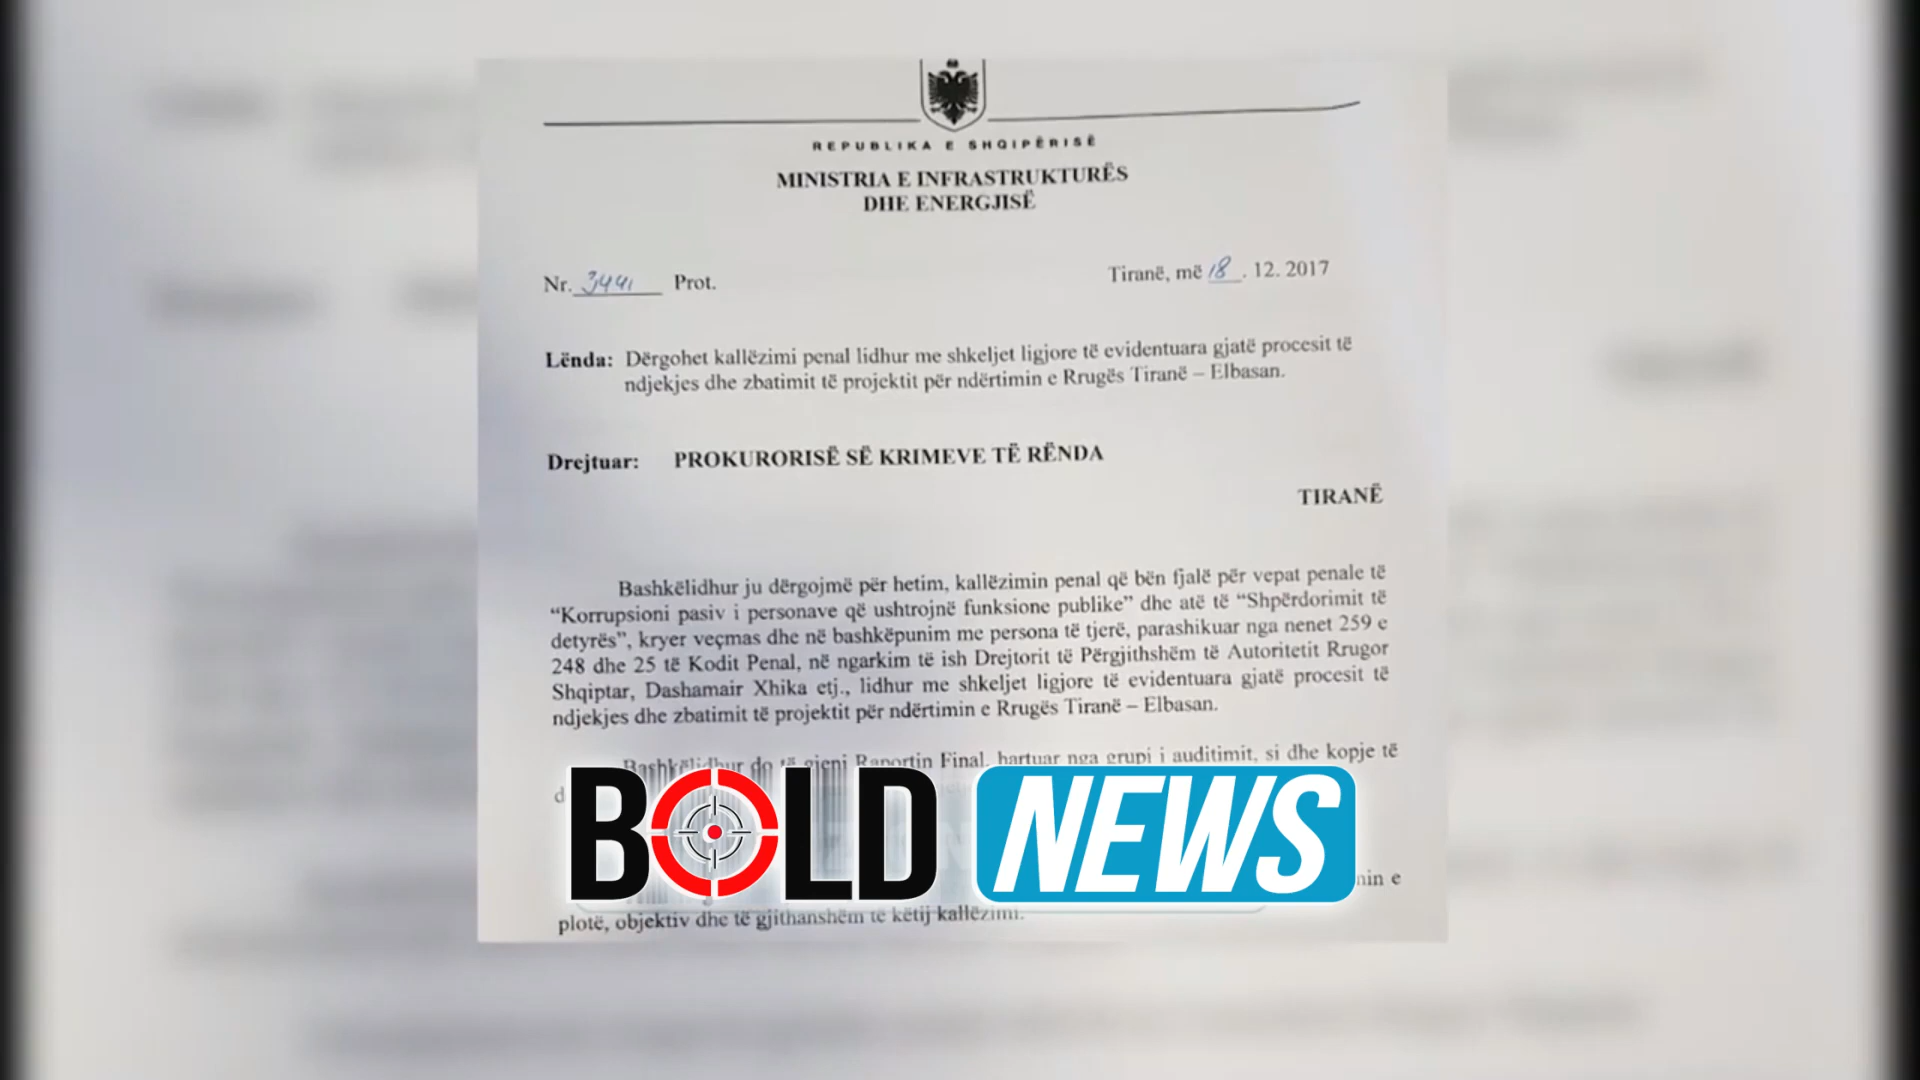 REPUBLIKA E SHQIPËRISË
MINISTRIA E INFRASTRUKTURËS
DHE ENERGJISË
Nr. 3441 Prot.
Tiranë, më 18 . 12. 2017
Lënda: Dërgohet kallëzimi penal lidhur me shkeljet ligjore të evidentuara gjatë procesit të
ndjekjes dhe zbatimit të projektit për ndërtimin e Rrugës Tiranë – Elbasan.
Drejtuar: PROKURORISË SË KRIMEVE TË RËNDA
TIRANË
Bashkëlidhur ju dërgojmë për hetim, kallëzimin penal që bën fjalë për vepat penale të
“Korrupsioni pasiv i personave që ushtrojnë funksione publike” dhe atë të “Shpërdorimit të
detyrës”, kryer veçmas dhe në bashkëpunim me persona të tjerë, parashikuar nga nenet 259 e
248 dhe 25 të Kodit Penal, në ngarkim të ish Drejtorit të Përgjithshëm të Autoritetit Rrugor
Shqiptar, Dashamair Xhika etj., lidhur me shkeljet ligjore të evidentuara gjatë procesit të
ndjekjes dhe zbatimit të projektit për ndërtimin e Rrugës Tiranë – Elbasan.
Bashkëlidhur do të gjeni Raportin Final, hartuar nga grupi i auditimit, si dhe kopje të
BOLD NEWS
e
plotë, objektiv dhe të gjithanshëm të këtij kallëzimi.